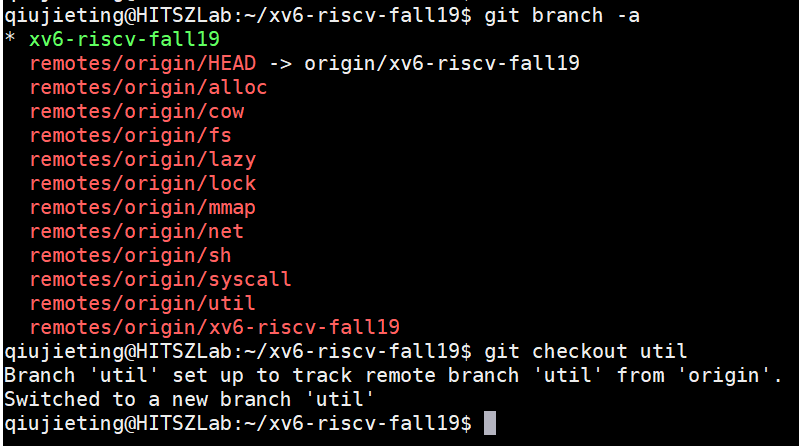 qiujieting@HITSZLab:~/xv6-riscv-fall19$ git branch -a
* xv6-riscv-fall19
  remotes/origin/HEAD -> origin/xv6-riscv-fall19
  remotes/origin/alloc
  remotes/origin/cow
  remotes/origin/fs
  remotes/origin/lazy
  remotes/origin/lock
  remotes/origin/mmap
  remotes/origin/net
  remotes/origin/sh
  remotes/origin/syscall
  remotes/origin/util
  remotes/origin/xv6-riscv-fall19
qiujieting@HITSZLab:~/xv6-riscv-fall19$ git checkout util
Branch 'util' set up to track remote branch 'util' from 'origin'.
Switched to a new branch 'util'
qiujieting@HITSZLab:~/xv6-riscv-fall19$